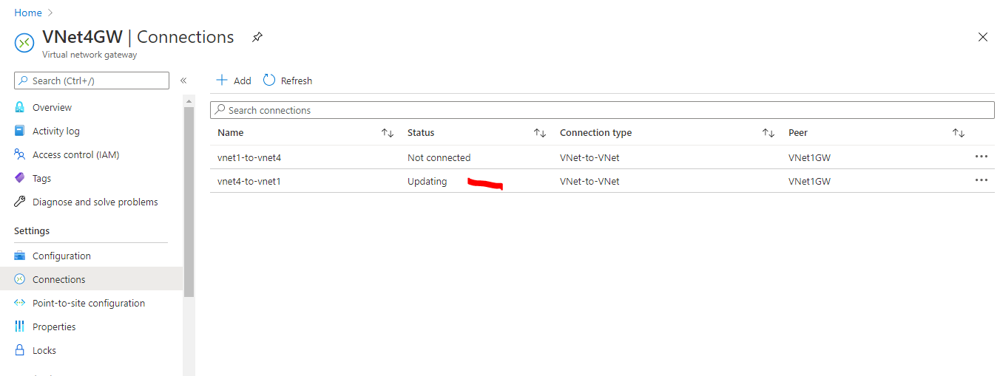 Home
VNet4GW | Connections
Virtual network gateway
Search (Ctrl+/)
Overview
Activity log
Access control (IAM)
Tags
Diagnose and solve problems
Settings
Configuration
Connections
Point-to-site configuration
Properties
Locks
Add Refresh
Search connections
Name Status Connection type Peer
vnet1-to-vnet4 Not connected VNet-to-VNet VNet1GW
vnet4-to-vnet1 Updating VNet-to-VNet VNet1GW